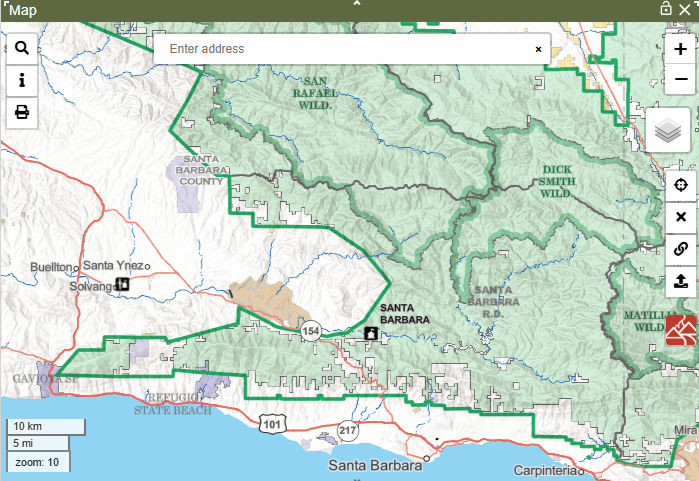 Map
Enter address
SAN
RAFAEL
WILD.
SANTA
BARBARA
COUNTY
DICK
SMITH
WILD.
Buellton
Santa Ynez
Solvang
SANTA
BARBARA
R.D.
SANTA
BARBARA
154
MATILIJA
WILD.
GAVIOTA SP
REFUGIO
STATE BEACH
101
217
Mira
10 km
5 mi
zoom: 10
Santa Barbara
Carpinteria